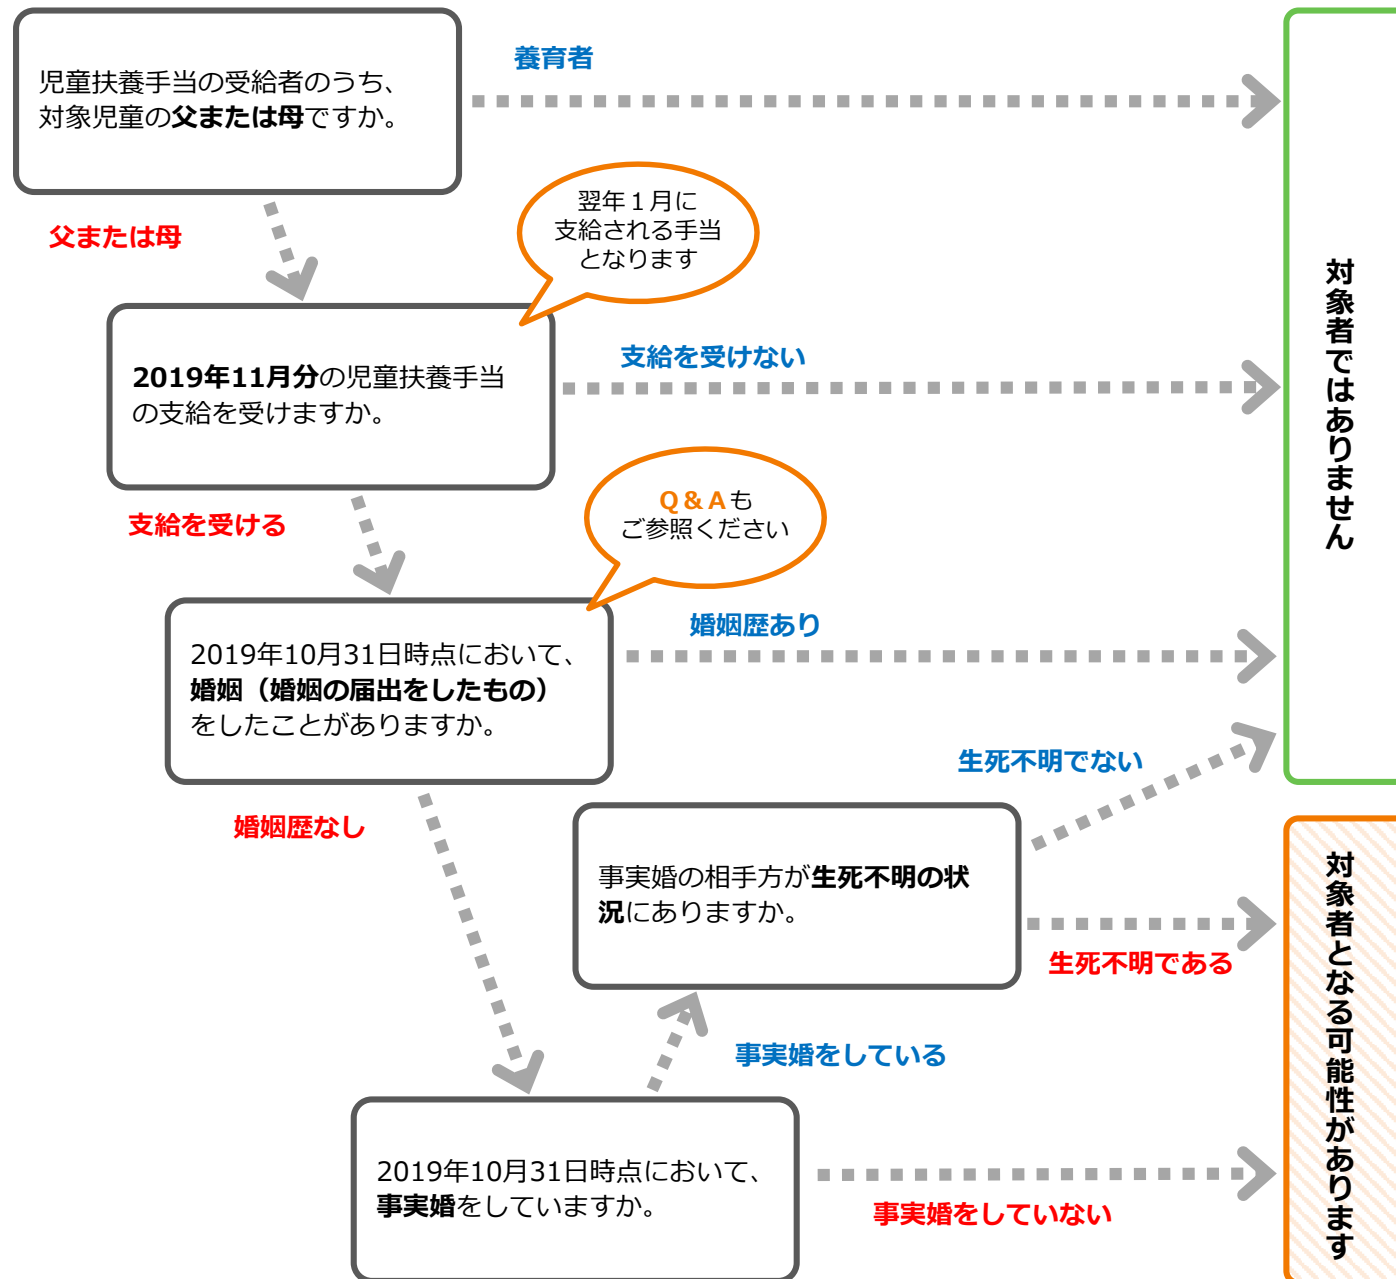 児童扶養手当の受給者のうち、
対象児童の父または母ですか。
養育者
父または母
翌年１月に
支給される手当
となります
2019年11月分の児童扶養手当
の支給を受けますか。
支給を受けない
支給を受ける
Ｑ＆Ａも
ご参照ください
2019年10月31日時点において、
婚姻（婚姻の届出をしたもの）
をしたことがありますか。
婚姻歴あり
婚姻歴なし
生死不明でない
事実婚の相手方が生死不明の状
況にありますか。
生死不明である
事実婚をしている
2019年10月31日時点において、
事実婚をしていますか。
事実婚をしていない
対象者ではありません
対象者となる可能性があります